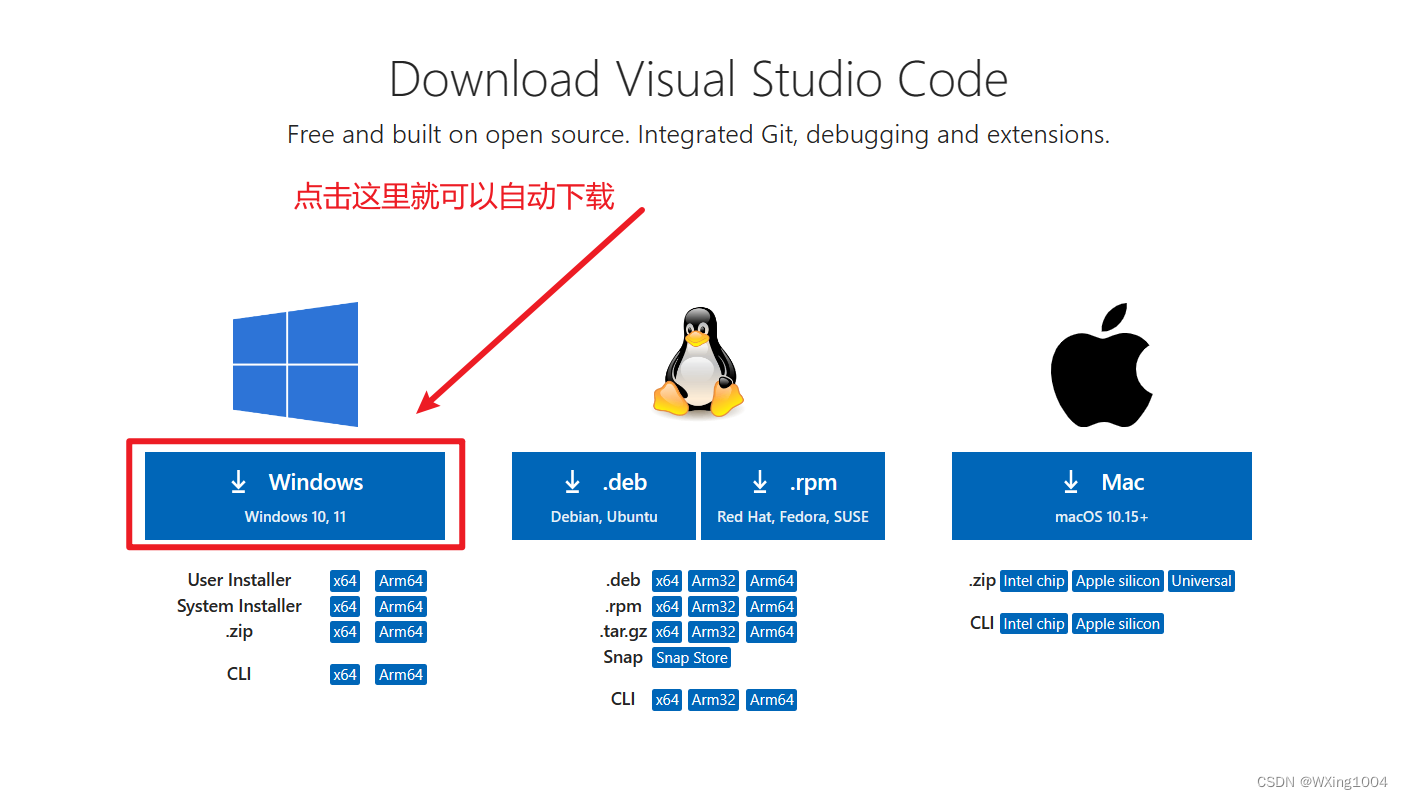 Download Visual Studio Code
Free and built on open source. Integrated Git, debugging and extensions.
点击这里就可以自动下载
Windows
Windows 10, 11
User Installer x64 Arm64
System Installer x64 Arm64
.zip x64 Arm64
CLI x64 Arm64
.deb
Debian, Ubuntu
.rpm
Red Hat, Fedora, SUSE
.deb x64 Arm32 Arm64
.rpm x64 Arm32 Arm64
.tar.gz x64 Arm32 Arm64
Snap Snap Store
CLI x64 Arm32 Arm64
Mac
macOS 10.15+
.zip Intel chip Apple silicon Universal
CLI Intel chip Apple silicon
CSDN @WXing1004